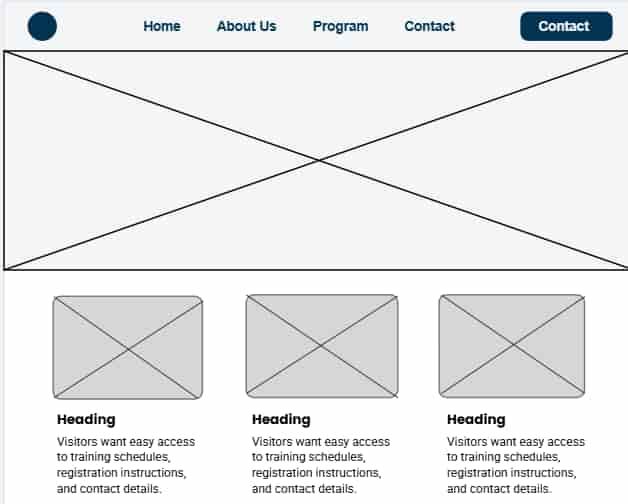 Home About Us Program Contact Contact
Heading Heading Heading
Visitors want easy access
to training schedules,
registration instructions,
and contact details.
Visitors want easy access
to training schedules,
registration instructions,
and contact details.
Visitors want easy access
to training schedules,
registration instructions,
and contact details.